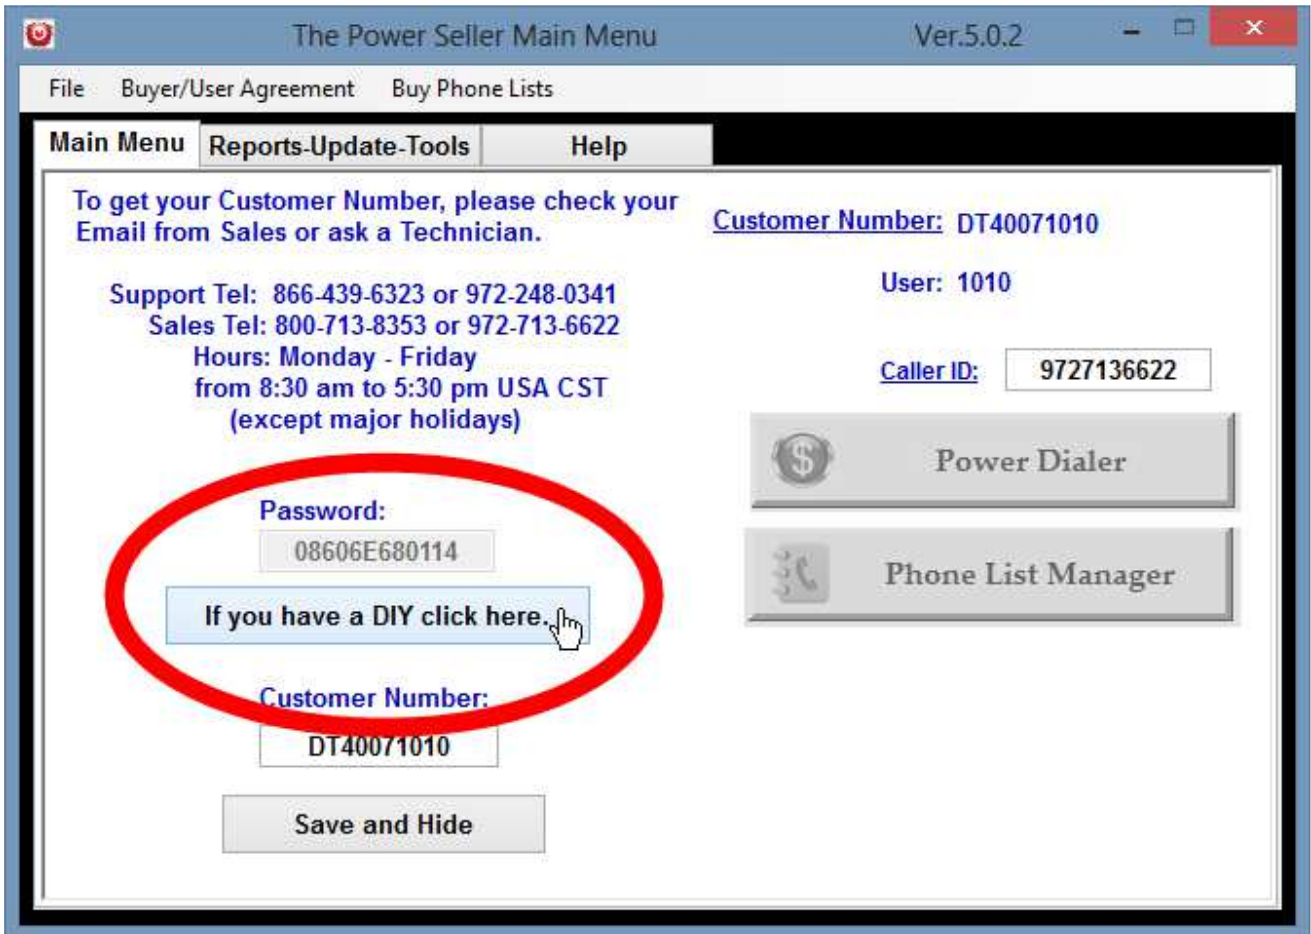 The Power Seller Main Menu Ver.5.0.2
File Buyer/User Agreement Buy Phone Lists
Main Menu Reports-Update-Tools Help
To get your Customer Number, please check your
Email from Sales or ask a Technician.
Support Tel: 866-439-6323 or 972-248-0341
Sales Tel: 800-713-8353 or 972-713-6622
Hours: Monday - Friday
from 8:30 am to 5:30 pm USA CST
(except major holidays)
Password:
08606E680114
If you have a DIY click here.
Customer Number:
DT40071010
Save and Hide
Customer Number: DT40071010
User: 1010
Caller ID: 9727136622
Power Dialer
Phone List Manager